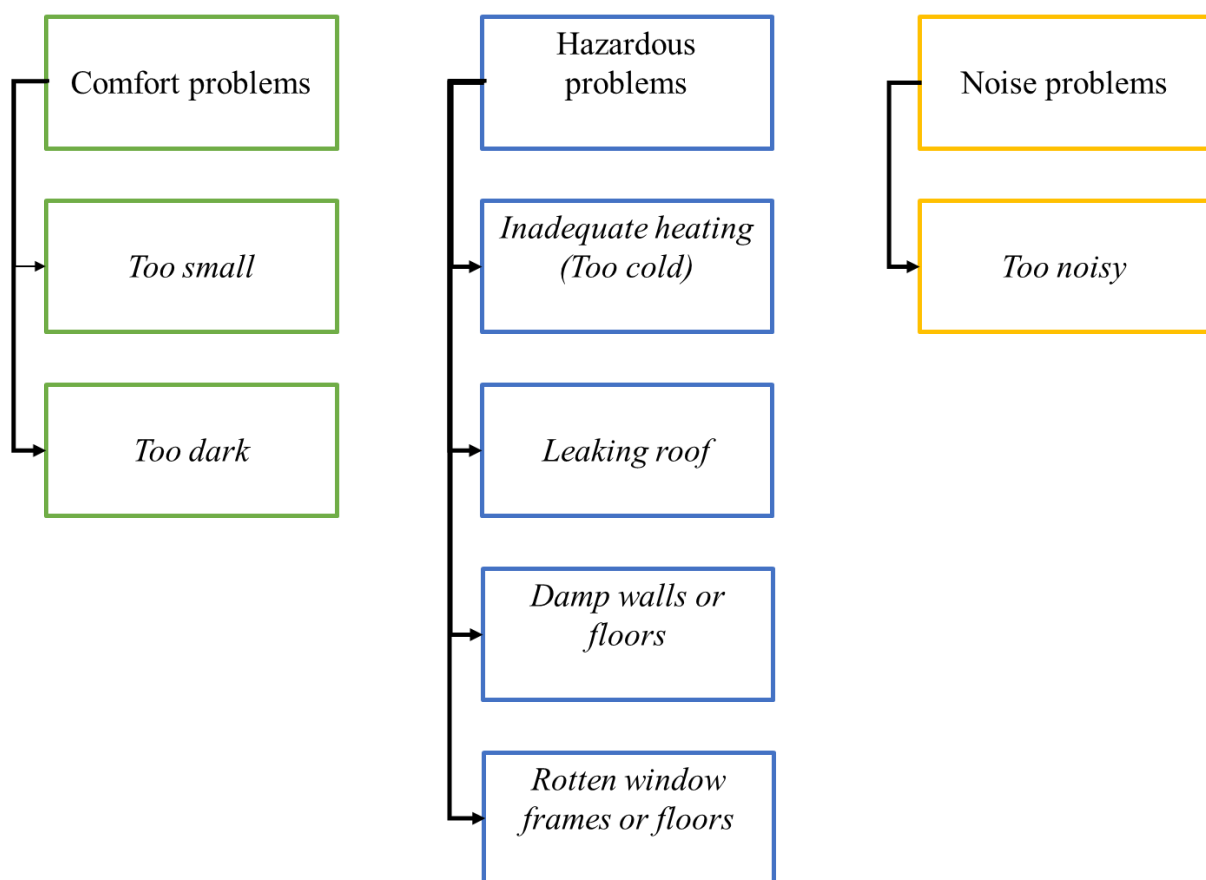 Comfort problems
Too small
Too dark
Hazardous
problems
Inadequate heating
(Too cold)
Leaking roof
Damp walls or
floors
Rotten window
frames or floors
Noise problems
Too noisy